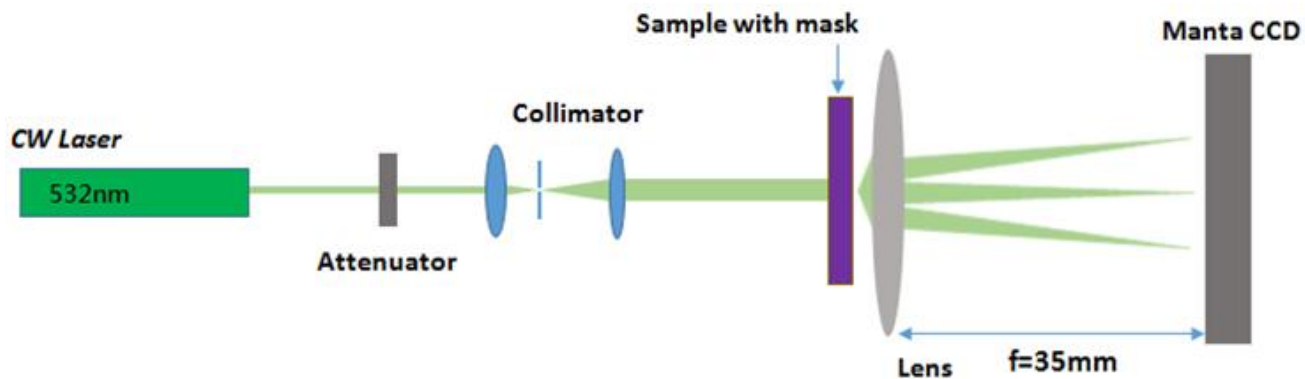 Sample with mask
Manta CCD
Collimator
CW Laser
532nm
Attenuator
Lens
f=35mm